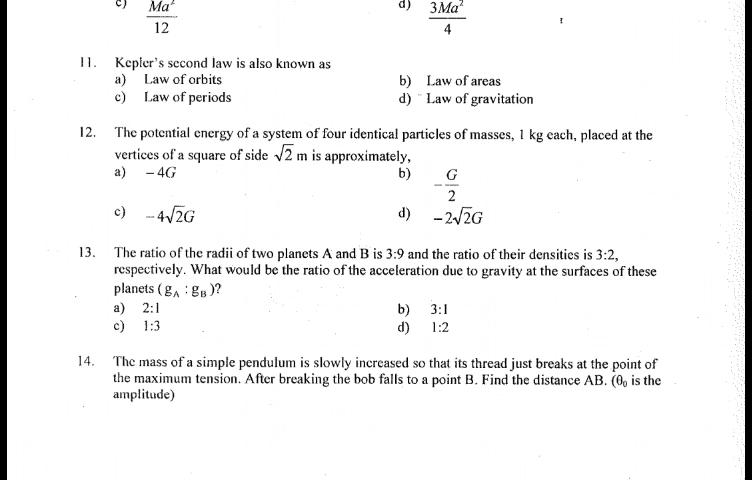 c) Ma² d) 3Ma²
12 4
11. Kepler's second law is also known as
a) Law of orbits b) Law of areas
c) Law of periods d) Law of gravitation
12. The potential energy of a system of four identical particles of masses, 1 kg each, placed at the
vertices of a square of side √2 m is approximately,
a) −4G b) −G/2
c) −4√2G d) −2√2G
13. The ratio of the radii of two planets A and B is 3:9 and the ratio of their densities is 3:2,
respectively. What would be the ratio of the acceleration due to gravity at the surfaces of these
planets (g_A : g_B)?
a) 2:1 b) 3:1
c) 1:3 d) 1:2
14. The mass of a simple pendulum is slowly increased so that its thread just breaks at the point of
the maximum tension. After breaking the bob falls to a point B. Find the distance AB. (θ₀ is the
amplitude)